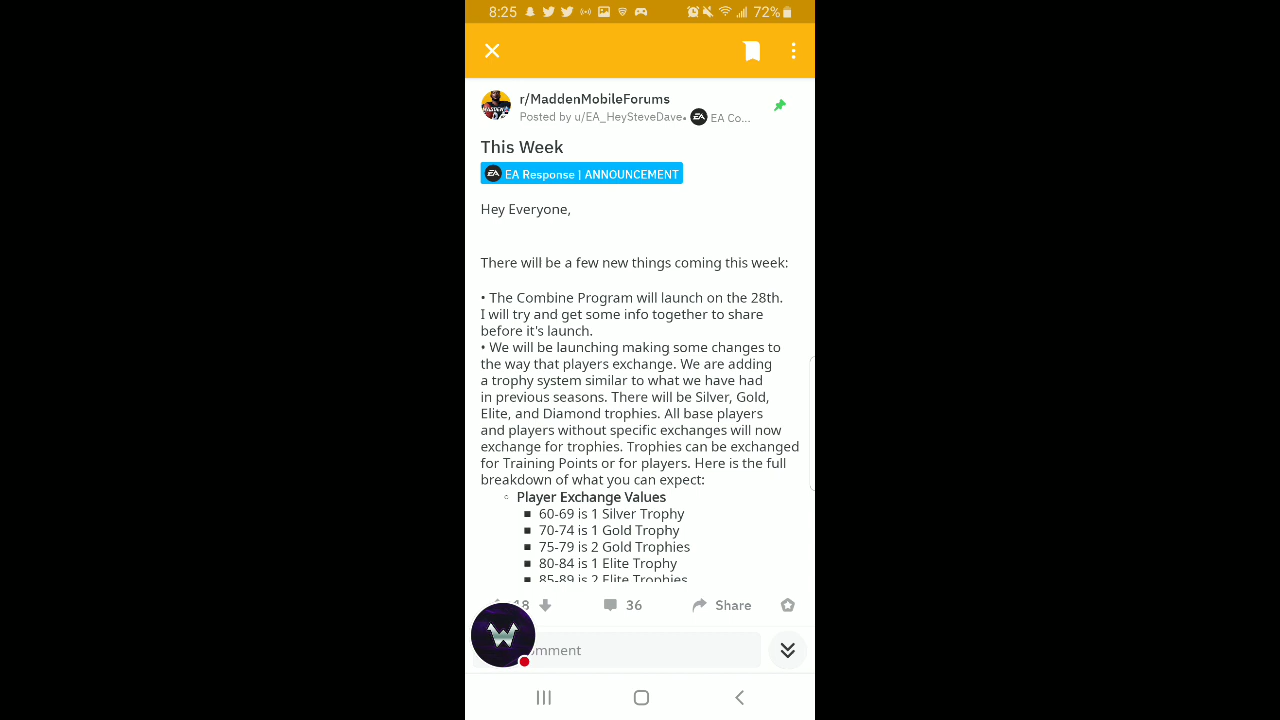 8:25 72%
r/MaddenMobileForums
Posted by u/EA_HeySteveDave• EA Co...
This Week
EA Response | ANNOUNCEMENT
Hey Everyone,
There will be a few new things coming this week:
• The Combine Program will launch on the 28th.
I will try and get some info together to share
before it's launch.
• We will be launching making some changes to
the way that players exchange. We are adding
a trophy system similar to what we have had
in previous seasons. There will be Silver, Gold,
Elite, and Diamond trophies. All base players
and players without specific exchanges will now
exchange for trophies. Trophies can be exchanged
for Training Points or for players. Here is the full
breakdown of what you can expect:
◦ Player Exchange Values
▪ 60-69 is 1 Silver Trophy
▪ 70-74 is 1 Gold Trophy
▪ 75-79 is 2 Gold Trophies
▪ 80-84 is 1 Elite Trophy
▪ 85-89 is 2 Elite Trophies
18 36 Share
omment